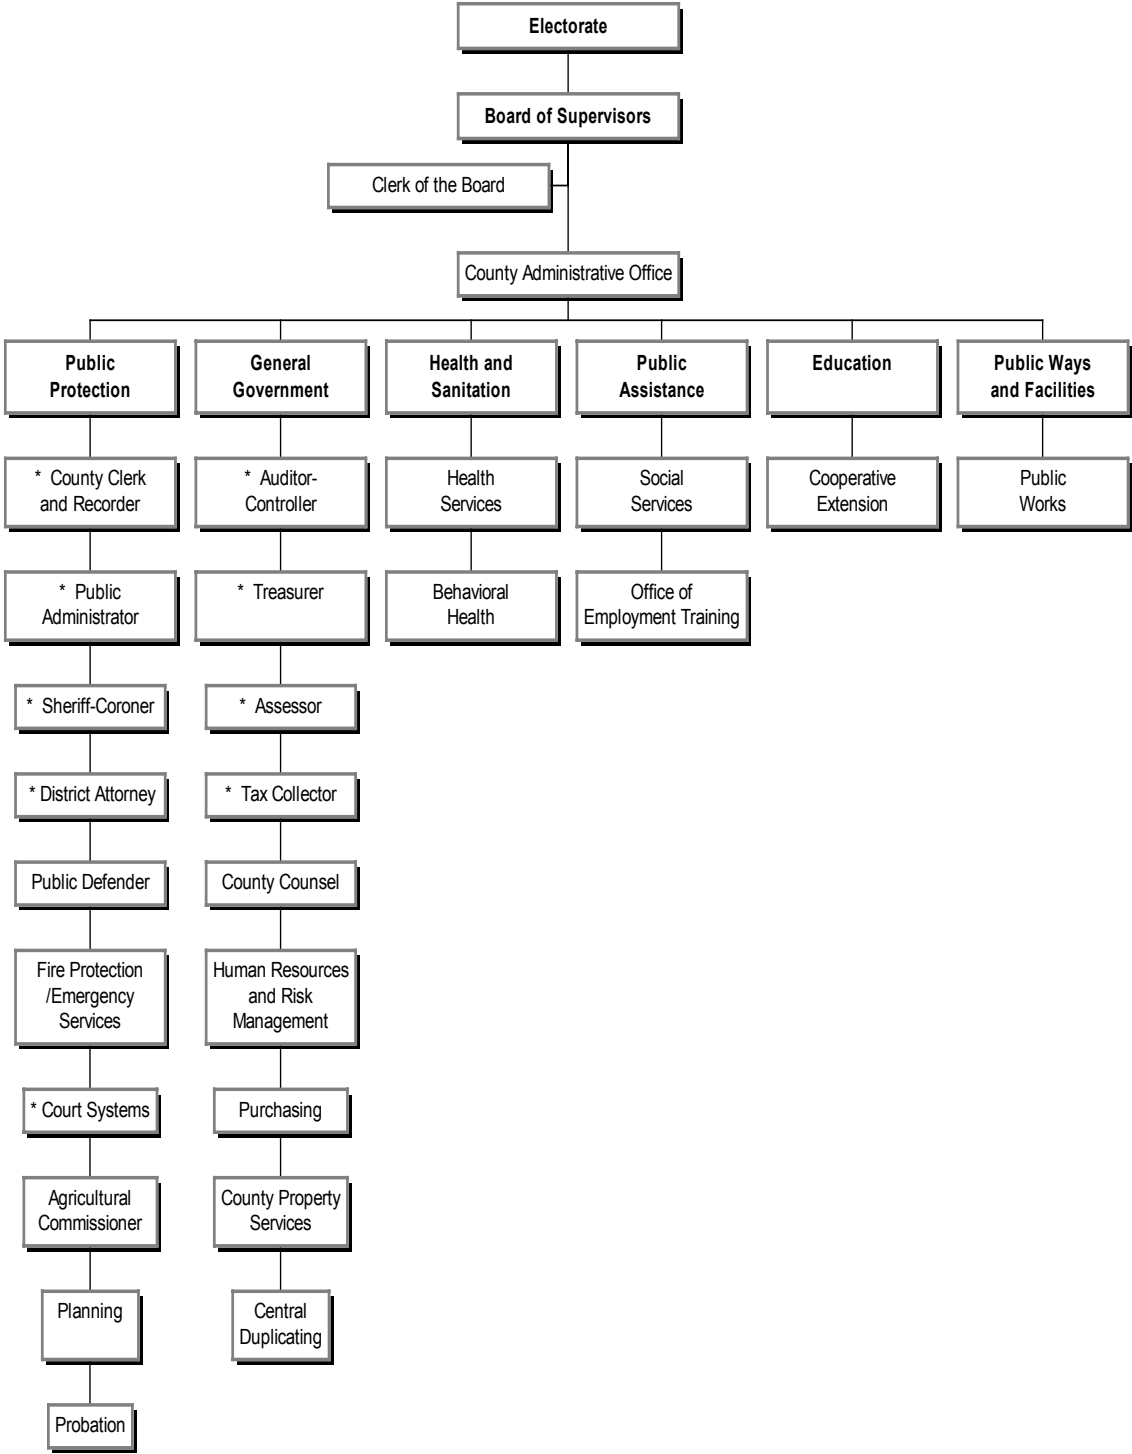 Electorate
Board of Supervisors
Clerk of the Board
County Administrative Office
Public
Protection
General
Government
Health and
Sanitation
Public
Assistance
Education
Public Ways
and Facilities
* County Clerk
and Recorder
* Auditor-
Controller
Health
Services
Social
Services
Cooperative
Extension
Public
Works
* Public
Administrator
* Treasurer
Behavioral
Health
Office of
Employment Training
* Sheriff-Coroner
* Assessor
* District Attorney
* Tax Collector
Public Defender
County Counsel
Fire Protection
/Emergency
Services
Human Resources
and Risk
Management
* Court Systems
Purchasing
Agricultural
Commissioner
County Property
Services
Planning
Central
Duplicating
Probation